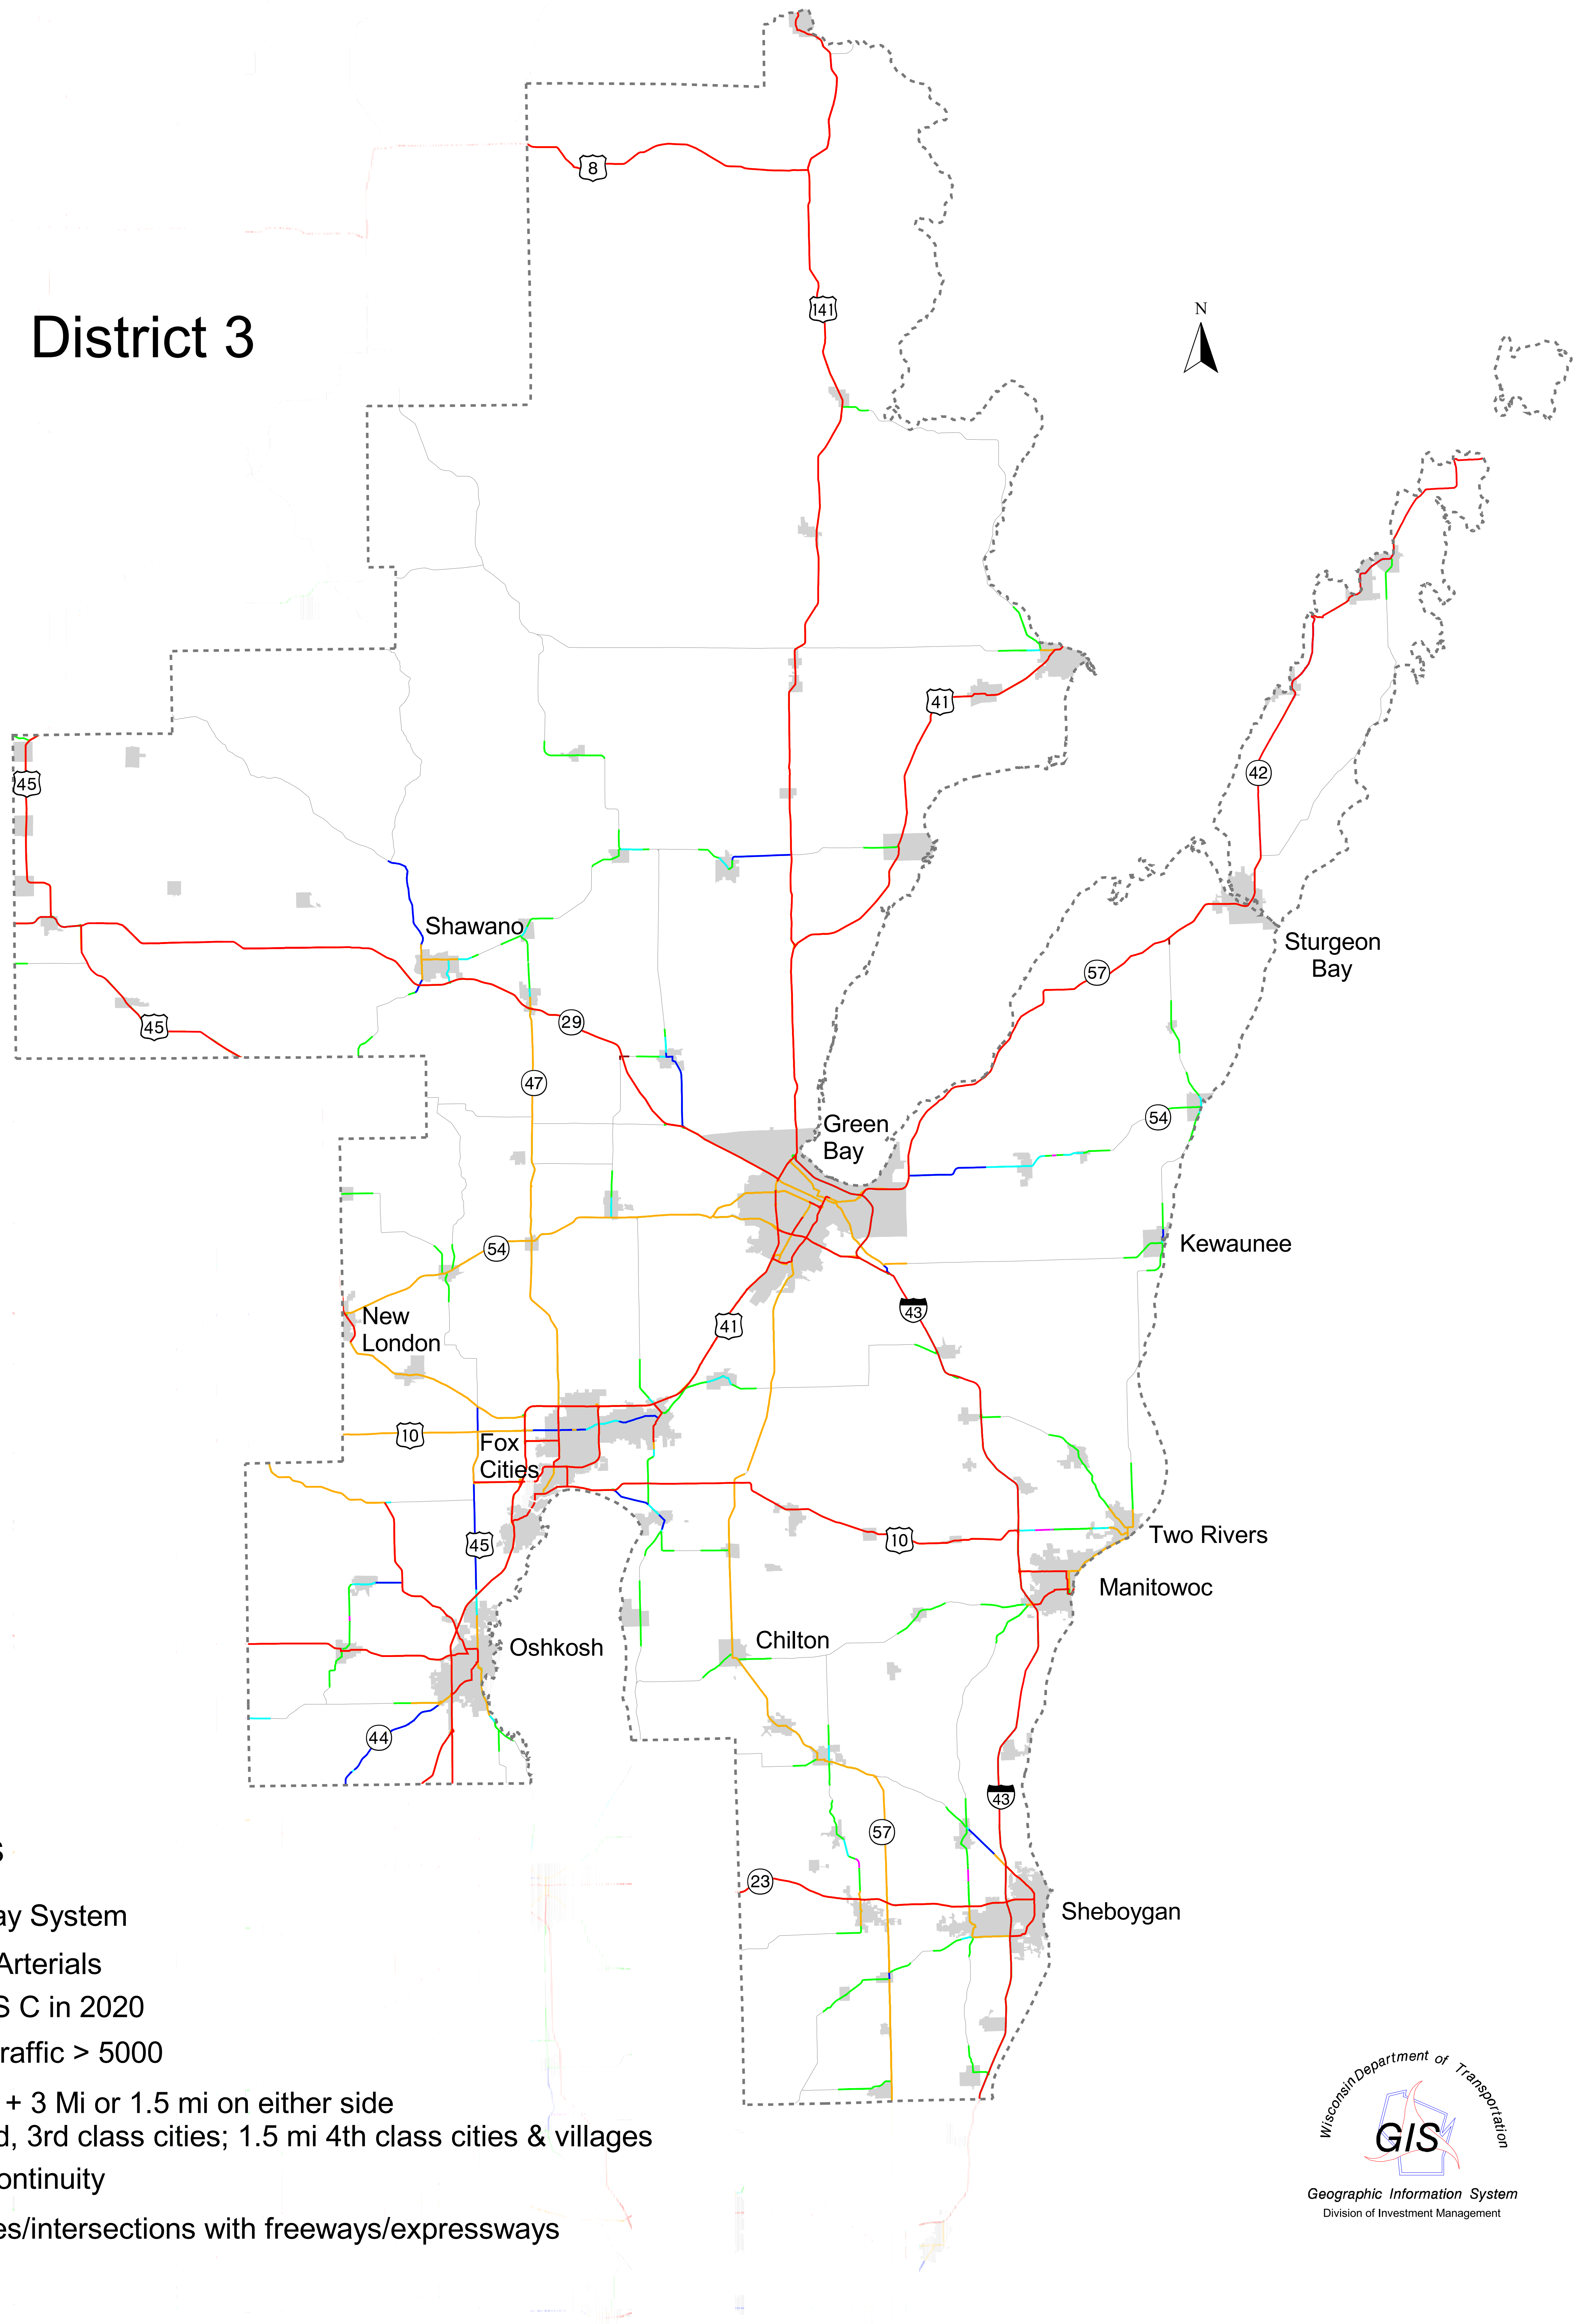 8
141
N
District 3
41
45
42
Shawano
Sturgeon
Bay
57
45
29
47
Green
Bay
54
54
Kewaunee
New
London
43
41
10
Fox
Cities
45
10
Two Rivers
Manitowoc
Oshkosh
Chilton
44
43
57
23
Sheboygan
s
ay System
Arterials
S C in 2020
raffic > 5000
+ 3 Mi or 1.5 mi on either side
d, 3rd class cities; 1.5 mi 4th class cities & villages
ontinuity
es/intersections with freeways/expressways
Wisconsin Department of Transportation
GIS
Geographic Information System
Division of Investment Management